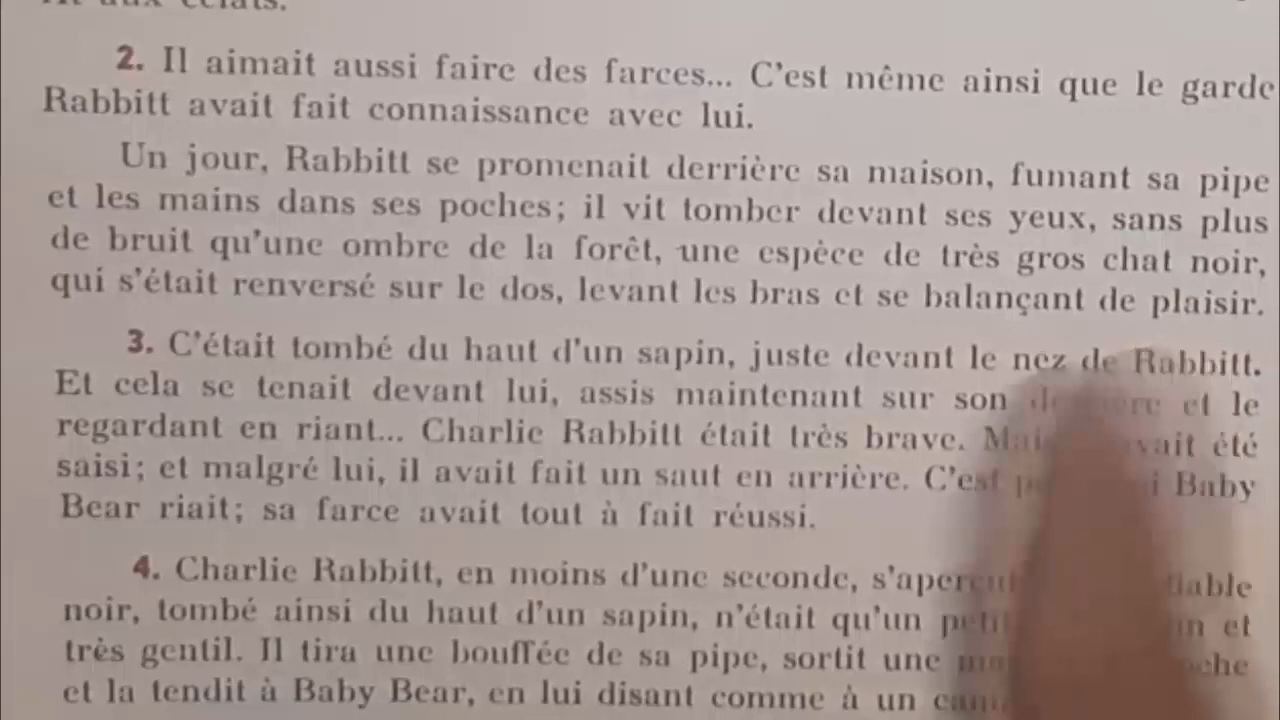 aux éclats.
2. Il aimait aussi faire des farces... C'est même ainsi que le garde
Rabbitt avait fait connaissance avec lui.
Un jour, Rabbitt se promenait derrière sa maison, fumant sa pipe
et les mains dans ses poches; il vit tomber devant ses yeux, sans plus
de bruit qu'une ombre de la forêt, une espèce de très gros chat noir,
qui s'était renversé sur le dos, levant les bras et se balançant de plaisir.
3. C'était tombé du haut d'un sapin, juste devant le nez de Rabbitt.
Et cela se tenait devant lui, assis maintenant sur son et le
regardant en riant... Charlie Rabbitt était très brave. été
saisi; et malgré lui, il avait fait un saut en arrière. C'est Baby
Bear riait; sa farce avait tout à fait réussi.
4. Charlie Rabbitt, en moins d'une seconde,
noir, tombé ainsi du haut d'un sapin, n'était qu'un et
très gentil. Il tira une bouffée de sa pipe, sortit une
et la tendit à Baby Bear, en lui disant comme à un